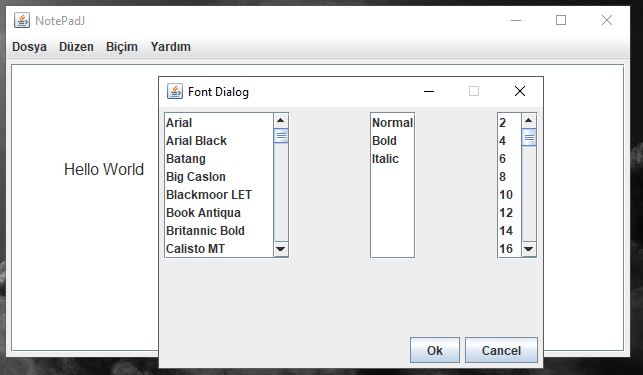 NotePadJ
Dosya Düzen Biçim Yardım
Hello World
Font Dialog
Arial
Arial Black
Batang
Big Caslon
Blackmoor LET
Book Antiqua
Britannic Bold
Calisto MT
Normal
Bold
Italic
2
4
6
8
10
12
14
16
Ok Cancel